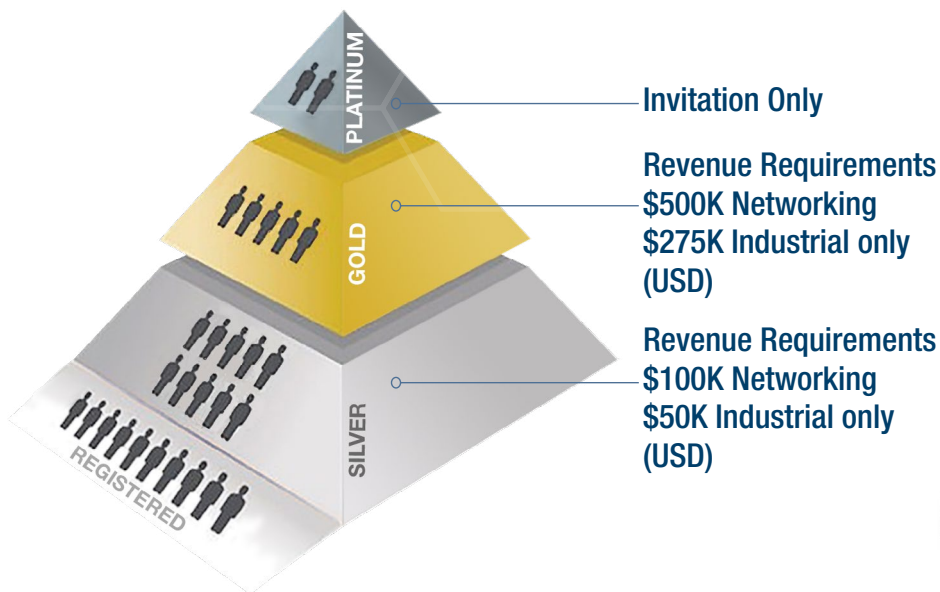 PLATINUM
Invitation Only
GOLD
Revenue Requirements
$500K Networking
$275K Industrial only
(USD)
SILVER
Revenue Requirements
$100K Networking
$50K Industrial only
(USD)
REGISTERED